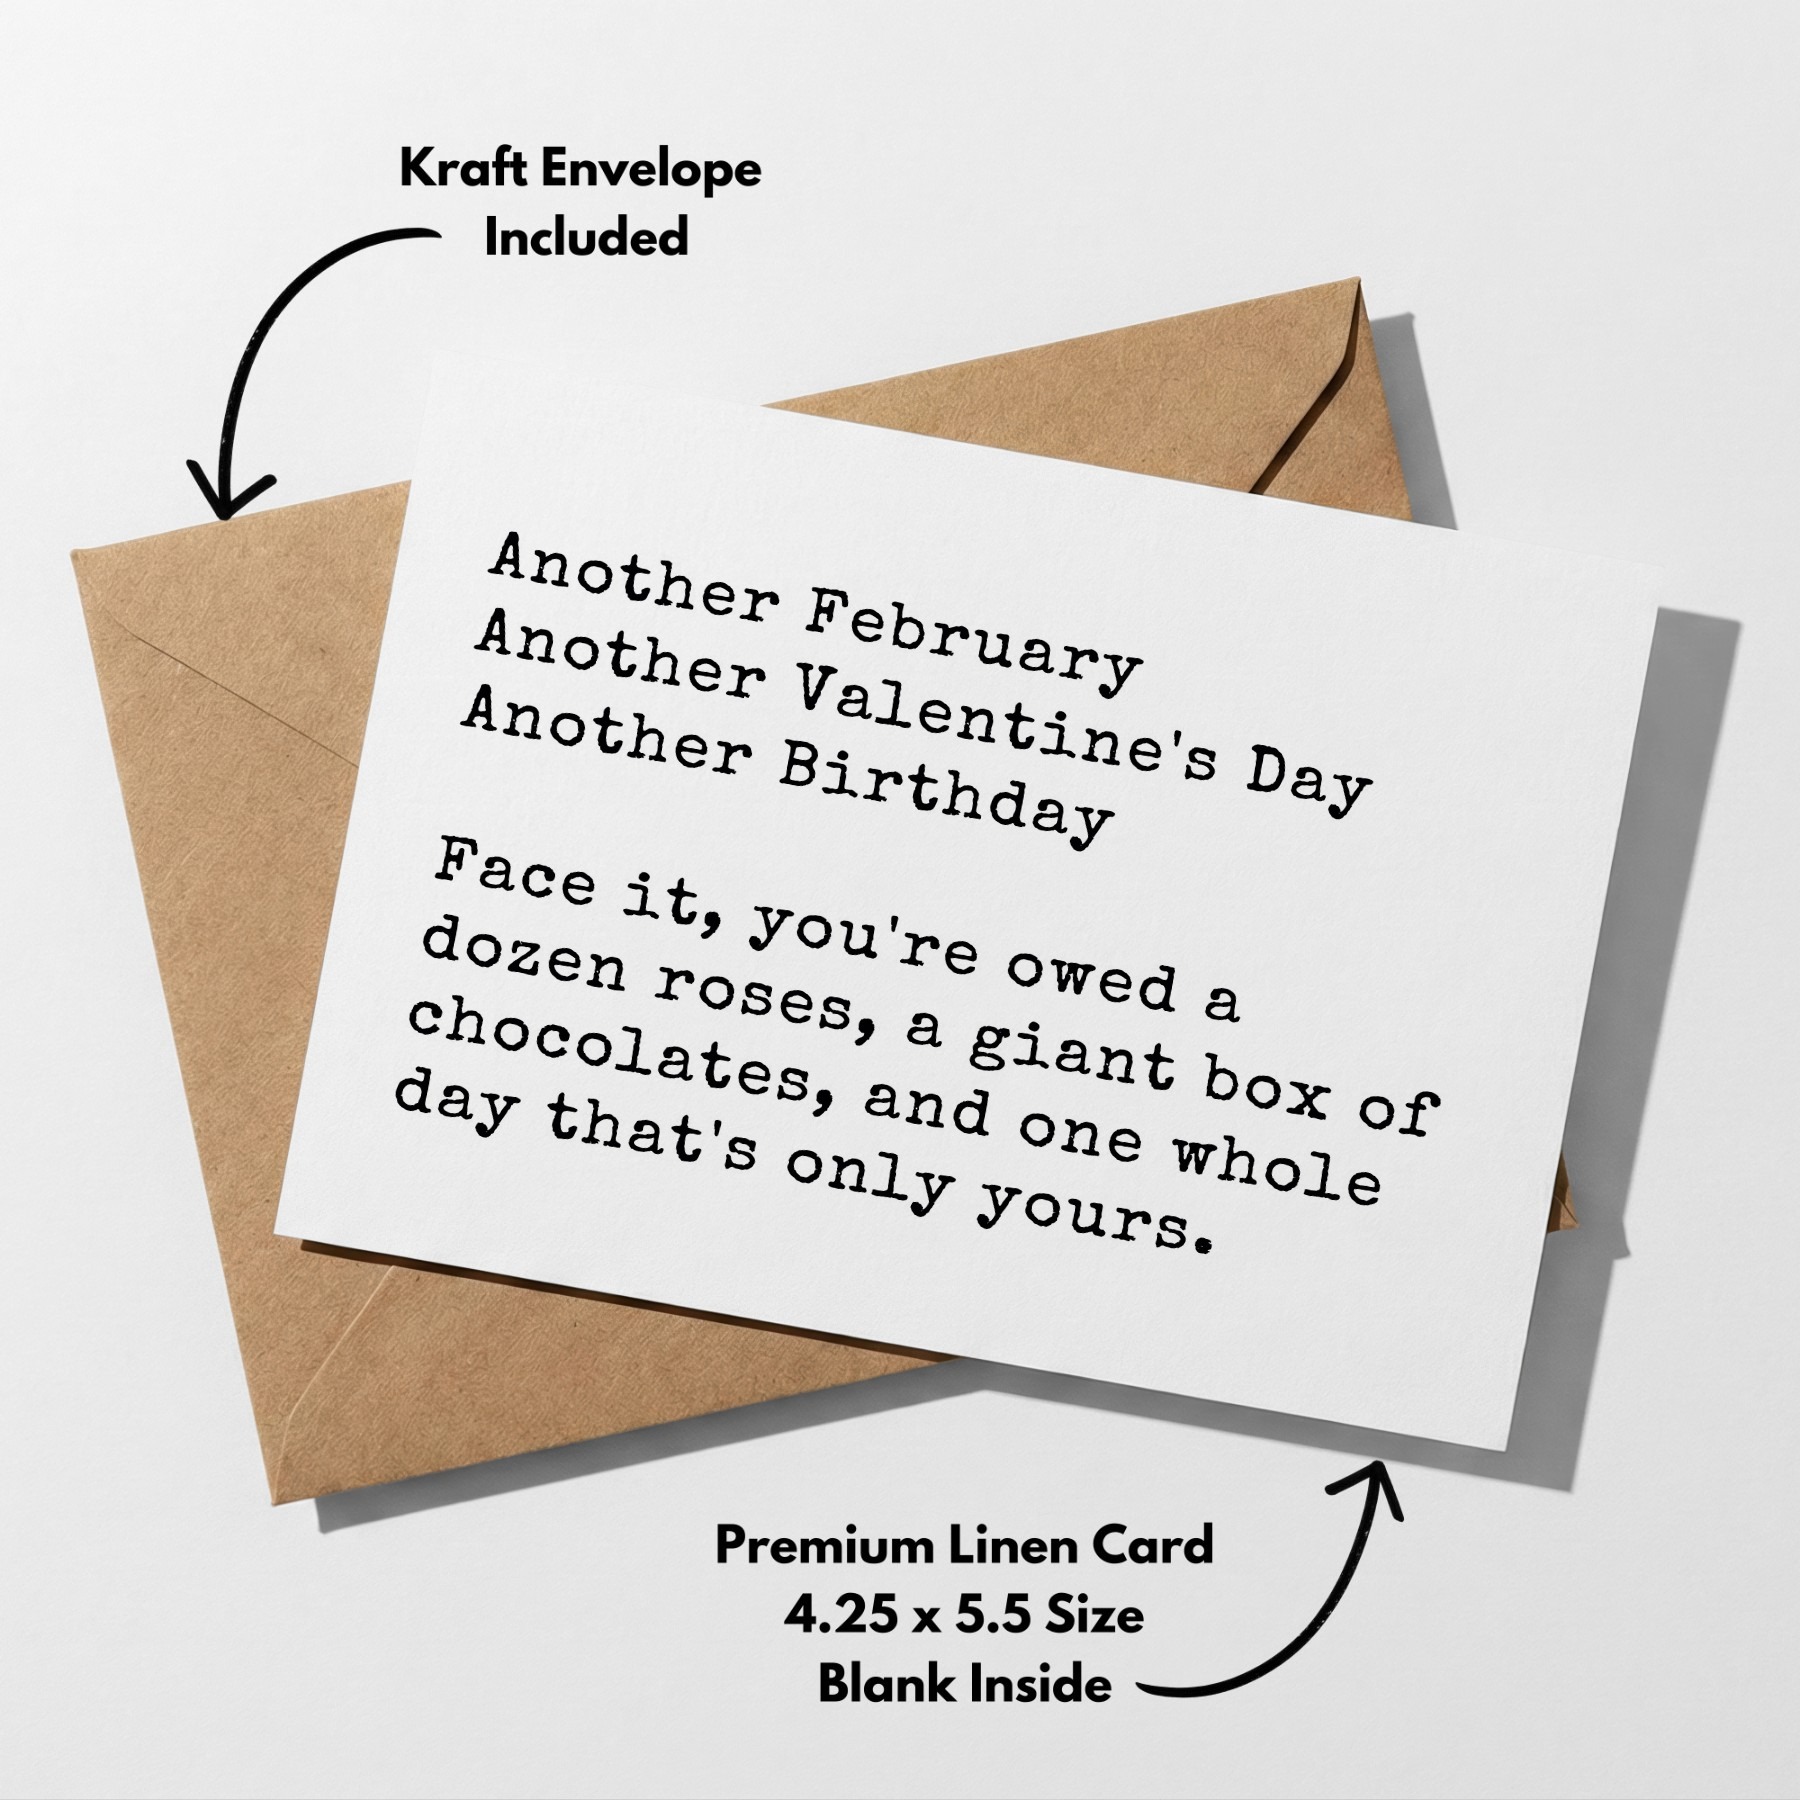 Kraft Envelope
Included
Another February
Another Valentine's Day
Another Birthday
Face it, you're owed a
dozen roses, a giant box of
chocolates, and one whole
day that's only yours.
Premium Linen Card
4.25 x 5.5 Size
Blank Inside